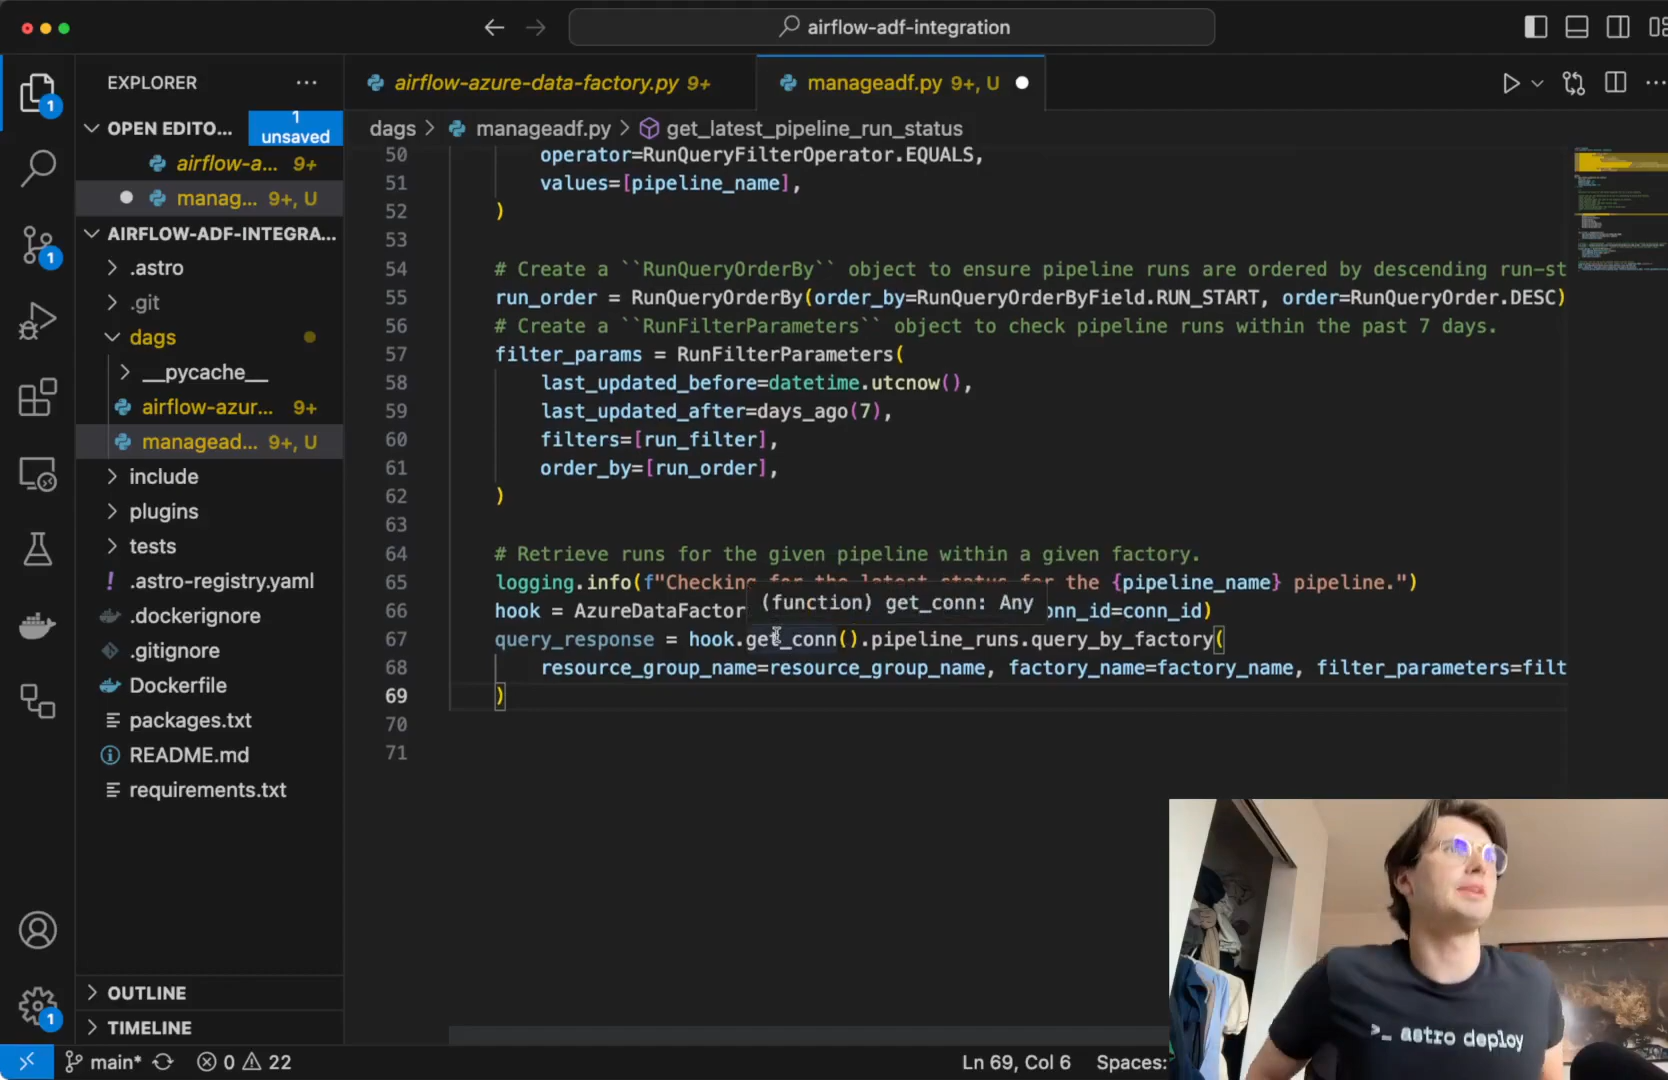 airflow-adf-integration
EXPLORER
airflow-azure-data-factory.py 9+
manageadf.py 9+, U
OPEN EDITO...
1 unsaved
dags > manageadf.py > get_latest_pipeline_run_status
airflow-a... 9+
manag... 9+, U
AIRFLOW-ADF-INTEGRA...
.astro
.git
dags
__pycache__
airflow-azur... 9+
managead... 9+, U
include
plugins
tests
! .astro-registry.yaml
.dockerignore
.gitignore
Dockerfile
packages.txt
README.md
requirements.txt
OUTLINE
TIMELINE
50 operator=RunQueryFilterOperator.EQUALS,
51 values=[pipeline_name],
52 )
53
54 # Create a ``RunQueryOrderBy`` object to ensure pipeline runs are ordered by descending run-st
55 run_order = RunQueryOrderBy(order_by=RunQueryOrderByField.RUN_START, order=RunQueryOrder.DESC)
56 # Create a ``RunFilterParameters`` object to check pipeline runs within the past 7 days.
57 filter_params = RunFilterParameters(
58 last_updated_before=datetime.utcnow(),
59 last_updated_after=days_ago(7),
60 filters=[run_filter],
61 order_by=[run_order],
62 )
63
64 # Retrieve runs for the given pipeline within a given factory.
65 logging.info(f"Checking for the latest status for the {pipeline_name} pipeline.")
(function) get_conn: Any
66 hook = AzureDataFactor onn_id=conn_id)
67 query_response = hook.get_conn().pipeline_runs.query_by_factory(
68 resource_group_name=resource_group_name, factory_name=factory_name, filter_parameters=filt
69 )
70
71
1
1
1
>_ astro deploy
main* 0 22
Ln 69, Col 6 Spaces: